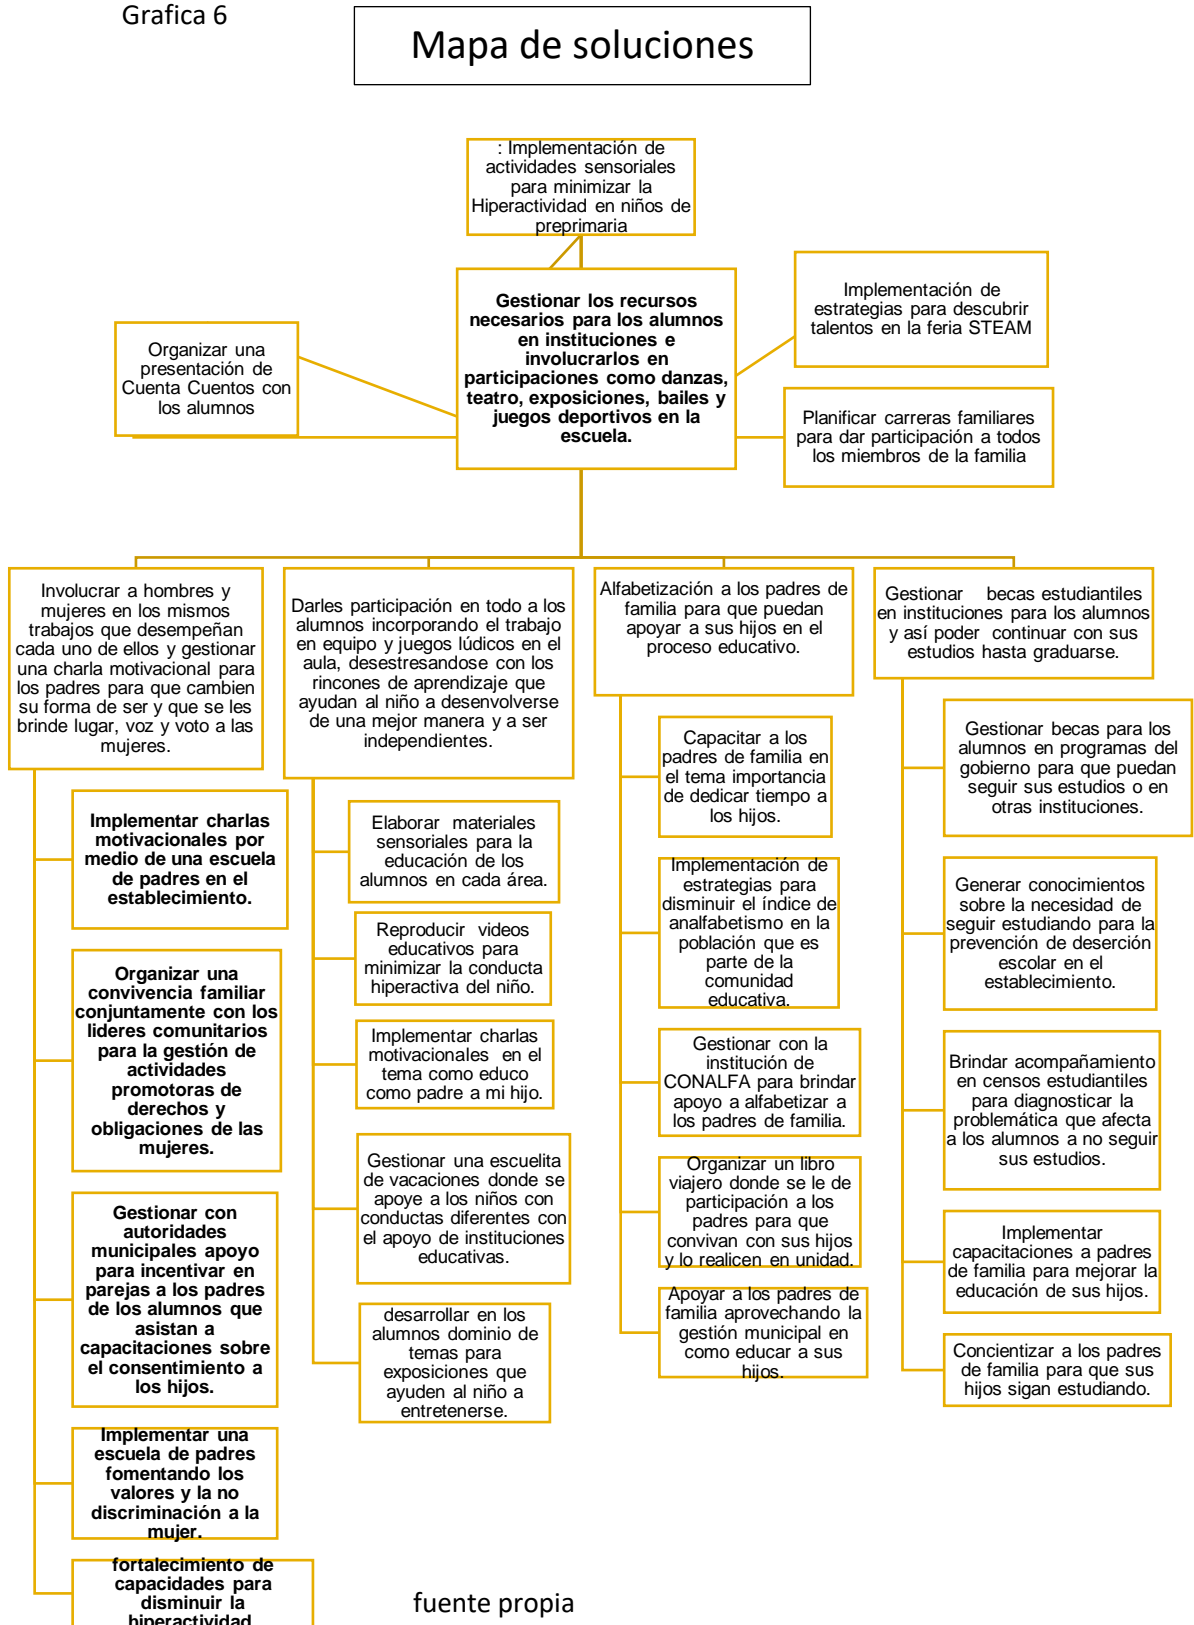 Grafica 6
Mapa de soluciones
: Implementación de
actividades sensoriales
para minimizar la
Hiperactividad en niños de
preprimaria
Gestionar los recursos
necesarios para los alumnos
en instituciones e
involucrarlos en
participaciones como danzas,
teatro, exposiciones, bailes y
juegos deportivos en la
escuela.
Implementación de
estrategias para descubrir
talentos en la feria STEAM
Organizar una
presentación de
Cuenta Cuentos con
los alumnos
Planificar carreras familiares
para dar participación a todos
los miembros de la familia
Involucrar a hombres y
mujeres en los mismos
trabajos que desempeñan
cada uno de ellos y gestionar
una charla motivacional para
los padres para que cambien
su forma de ser y que se les
brinde lugar, voz y voto a las
mujeres.
Implementar charlas
motivacionales por
medio de una escuela
de padres en el
establecimiento.
Organizar una
convivencia familiar
conjuntamente con los
lideres comunitarios
para la gestión de
actividades
promotoras de
derechos y
obligaciones de las
mujeres.
Gestionar con
autoridades
municipales apoyo
para incentivar en
parejas a los padres
de los alumnos que
asistan a
capacitaciones sobre
el consentimiento a
los hijos.
Implementar una
escuela de padres
fomentando los
valores y la no
discriminación a la
mujer.
fortalecimiento de
capacidades para
disminuir la
hiperactividad
Darles participación en todo a los
alumnos incorporando el trabajo
en equipo y juegos lúdicos en el
aula, desestresandose con los
rincones de aprendizaje que
ayudan al niño a desenvolverse
de una mejor manera y a ser
independientes.
Elaborar materiales
sensoriales para la
educación de los
alumnos en cada área.
Reproducir videos
educativos para
minimizar la conducta
hiperactiva del niño.
Implementar charlas
motivacionales en el
tema como educo
como padre a mi hijo.
Gestionar una escuelita
de vacaciones donde se
apoye a los niños con
conductas diferentes con
el apoyo de instituciones
educativas.
desarrollar en los
alumnos dominio de
temas para
exposiciones que
ayuden al niño a
entretenerse.
Alfabetización a los padres de
familia para que puedan
apoyar a sus hijos en el
proceso educativo.
Capacitar a los
padres de familia en
el tema importancia
de dedicar tiempo a
los hijos.
Implementación de
estrategias para
disminuir el índice de
analfabetismo en la
población que es
parte de la
comunidad
educativa.
Gestionar con la
institución de
CONALFA para brindar
apoyo a alfabetizar a
los padres de familia.
Organizar un libro
viajero donde se le de
participación a los
padres para que
convivan con sus hijos
y lo realicen en unidad.
Apoyar a los padres de
familia aprovechando la
gestión municipal en
como educar a sus
hijos.
Gestionar becas estudiantiles
en instituciones para los alumnos
y así poder continuar con sus
estudios hasta graduarse.
Gestionar becas para los
alumnos en programas del
gobierno para que puedan
seguir sus estudios o en
otras instituciones.
Generar conocimientos
sobre la necesidad de
seguir estudiando para la
prevención de deserción
escolar en el
establecimiento.
Brindar acompañamiento
en censos estudiantiles
para diagnosticar la
problemática que afecta
a los alumnos a no seguir
sus estudios.
Implementar
capacitaciones a padres
de familia para mejorar la
educación de sus hijos.
Concientizar a los padres
de familia para que sus
hijos sigan estudiando.
fuente propia